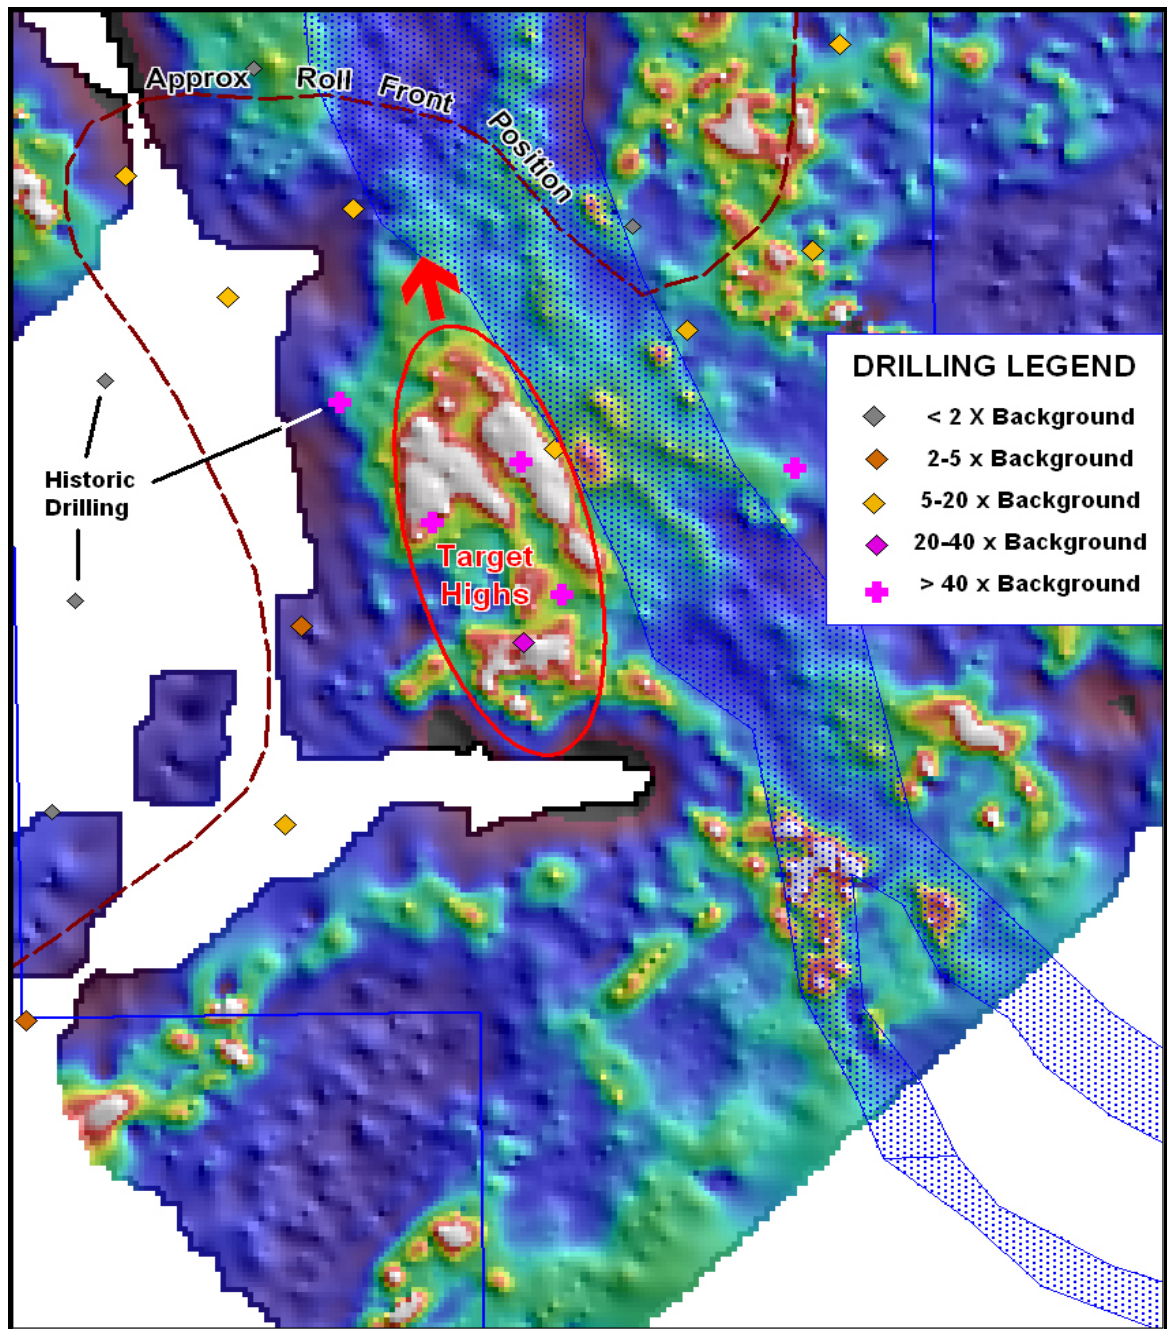 Approx Roll Front
Position
Historic
Drilling
Target
Highs
DRILLING LEGEND
< 2 X Background
2-5 x Background
5-20 x Background
20-40 x Background
> 40 x Background